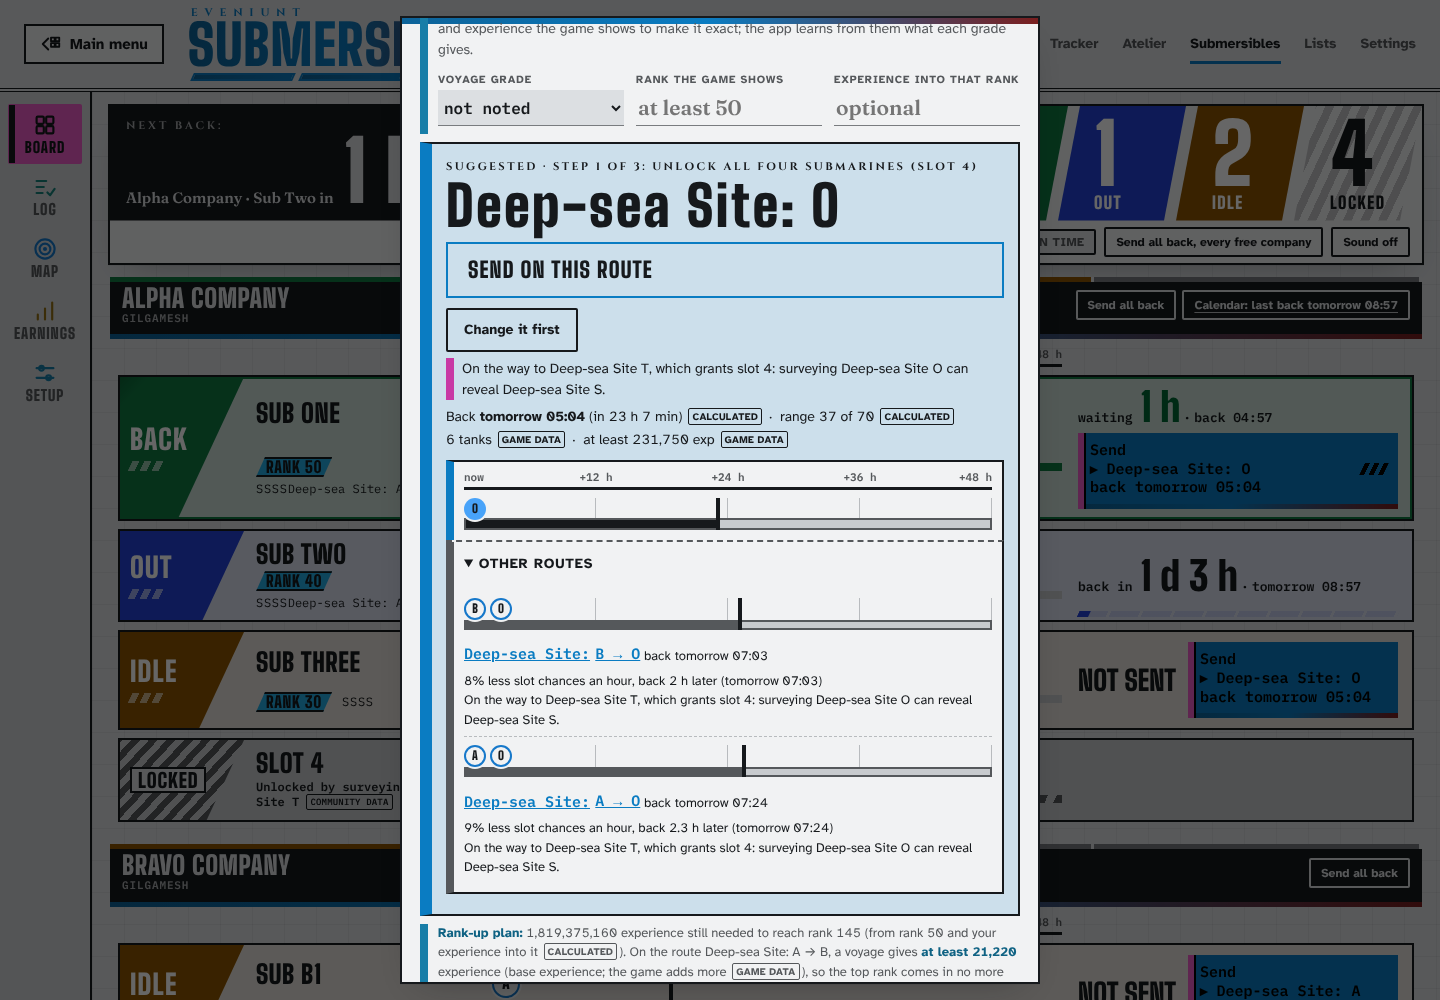 Main menu
EVENIUNT
SUBMERSI
Tracker
Atelier
Submersibles
Lists
Settings
BOARD
LOG
MAP
EARNINGS
SETUP
NEXT BACK:
Alpha Company · Sub Two in
1
1
OUT
2
IDLE
4
LOCKED
N TIME
Send all back, every free company
Sound off
ALPHA COMPANY
GILGAMESH
Send all back
Calendar: last back tomorrow 08:57
48 h
BACK
SUB ONE
RANK 50
SSSSDeep-sea Site: A
waiting 1 h · back 04:57
Send
▶ Deep-sea Site: O
back tomorrow 05:04
OUT
SUB TWO
RANK 40
SSSSDeep-sea Site:
back in 1 d 3 h · tomorrow 08:57
IDLE
SUB THREE
RANK 30 SSSS
NOT SENT
Send
▶ Deep-sea Site: O
back tomorrow 05:04
LOCKED
SLOT 4
Unlocked by surveyin
Site T COMMUNITY DATA
BRAVO COMPANY
GILGAMESH
Send all back
48 h
IDLE
SUB B1
A
NOT SENT
Send
▶ Deep-sea Site: A
and experience the game shows to make it exact; the app learns from them what each grade
gives.
VOYAGE GRADE
RANK THE GAME SHOWS
EXPERIENCE INTO THAT RANK
not noted
at least 50
optional
SUGGESTED · STEP 1 OF 3: UNLOCK ALL FOUR SUBMARINES (SLOT 4)
Deep-sea Site: O
SEND ON THIS ROUTE
Change it first
On the way to Deep-sea Site T, which grants slot 4: surveying Deep-sea Site O can
reveal Deep-sea Site S.
Back tomorrow 05:04 (in 23 h 7 min) CALCULATED · range 37 of 70 CALCULATED
6 tanks GAME DATA · at least 231,750 exp GAME DATA
now
+12 h
+24 h
+36 h
+48 h
O
▼ OTHER ROUTES
B
O
Deep-sea Site: B → O back tomorrow 07:03
8% less slot chances an hour, back 2 h later (tomorrow 07:03)
On the way to Deep-sea Site T, which grants slot 4: surveying Deep-sea Site O can reveal
Deep-sea Site S.
A
O
Deep-sea Site: A → O back tomorrow 07:24
9% less slot chances an hour, back 2.3 h later (tomorrow 07:24)
On the way to Deep-sea Site T, which grants slot 4: surveying Deep-sea Site O can reveal
Deep-sea Site S.
Rank-up plan: 1,819,375,160 experience still needed to reach rank 145 (from rank 50 and your
experience into it CALCULATED ). On the route Deep-sea Site: A → B, a voyage gives at least 21,220
experience (base experience; the game adds more GAME DATA ), so the top rank comes in no more